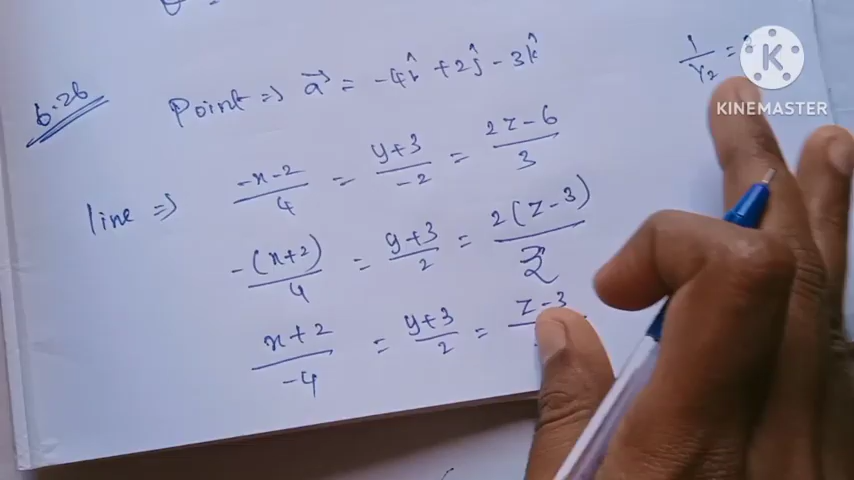 6.26
Point => a⃗ = -4î + 2ĵ - 3k̂
1/Y2 =
K
KINEMASTER
line => -x-2/4 = y+3/-2 = 2z-6/3
-(x+2)/4 = y+3/2 = 2(z-3)/3
x+2/-4 = y+3/2 = z-3